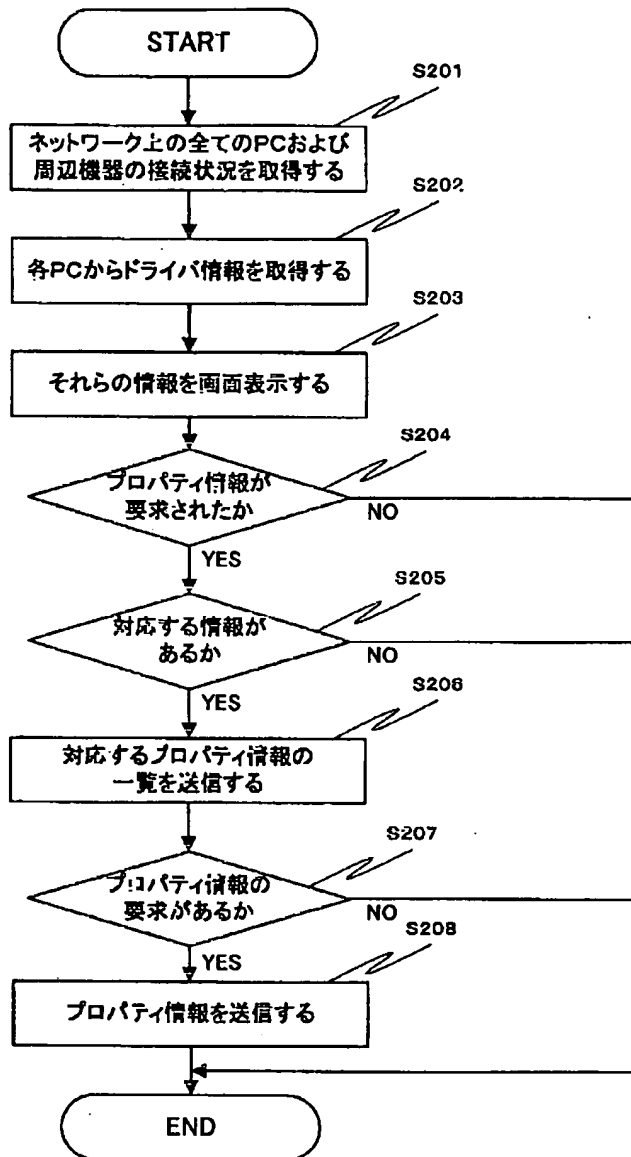 START
S201
ネットワーク上の全てのPCおよび
周辺機器の接続状況を取得する
S202
各PCからドライバ情報を取得する
S203
それらの情報を画面表示する
S204
プロパティ情報が
要求されたか
NO
YES
S205
対応する情報が
あるか
NO
YES
S206
対応するプロパティ情報の
一覧を送信する
S207
プロパティ情報の
要求があるか
NO
YES
S208
プロパティ情報を送信する
END